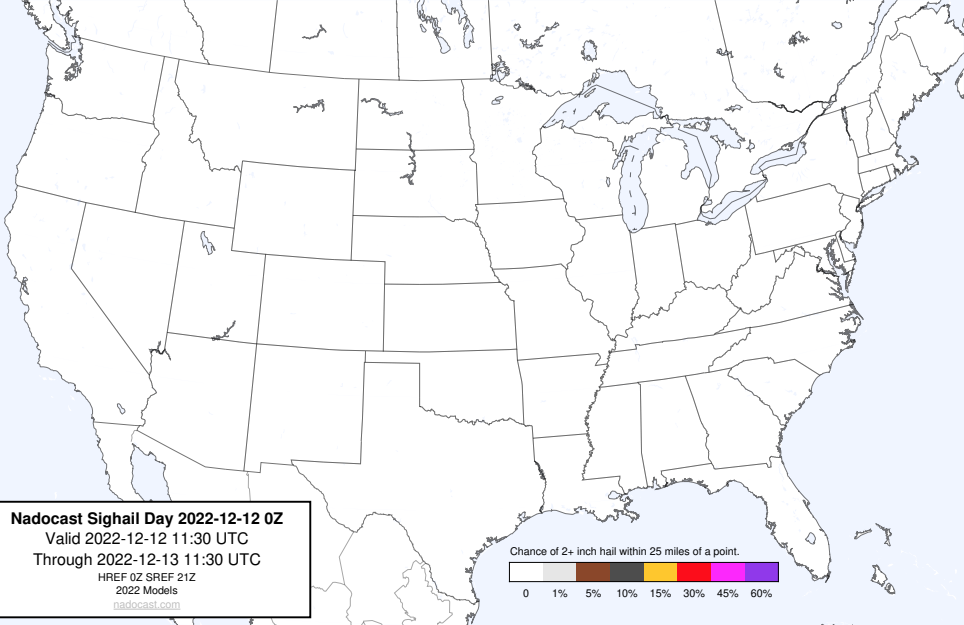 Nadocast Sighail Day 2022-12-12 0Z
Valid 2022-12-12 11:30 UTC
Through 2022-12-13 11:30 UTC
HREF 0Z SREF 21Z
2022 Models
nadocast.com
Chance of 2+ inch hail within 25 miles of a point.
0 1% 5% 10% 15% 30% 45% 60%